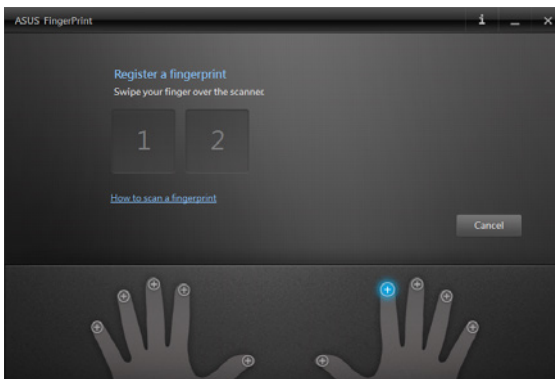 ASUS FingerPrint
Register a fingerprint
Swipe your finger over the scanner.
1 2
How to scan a fingerprint
Cancel